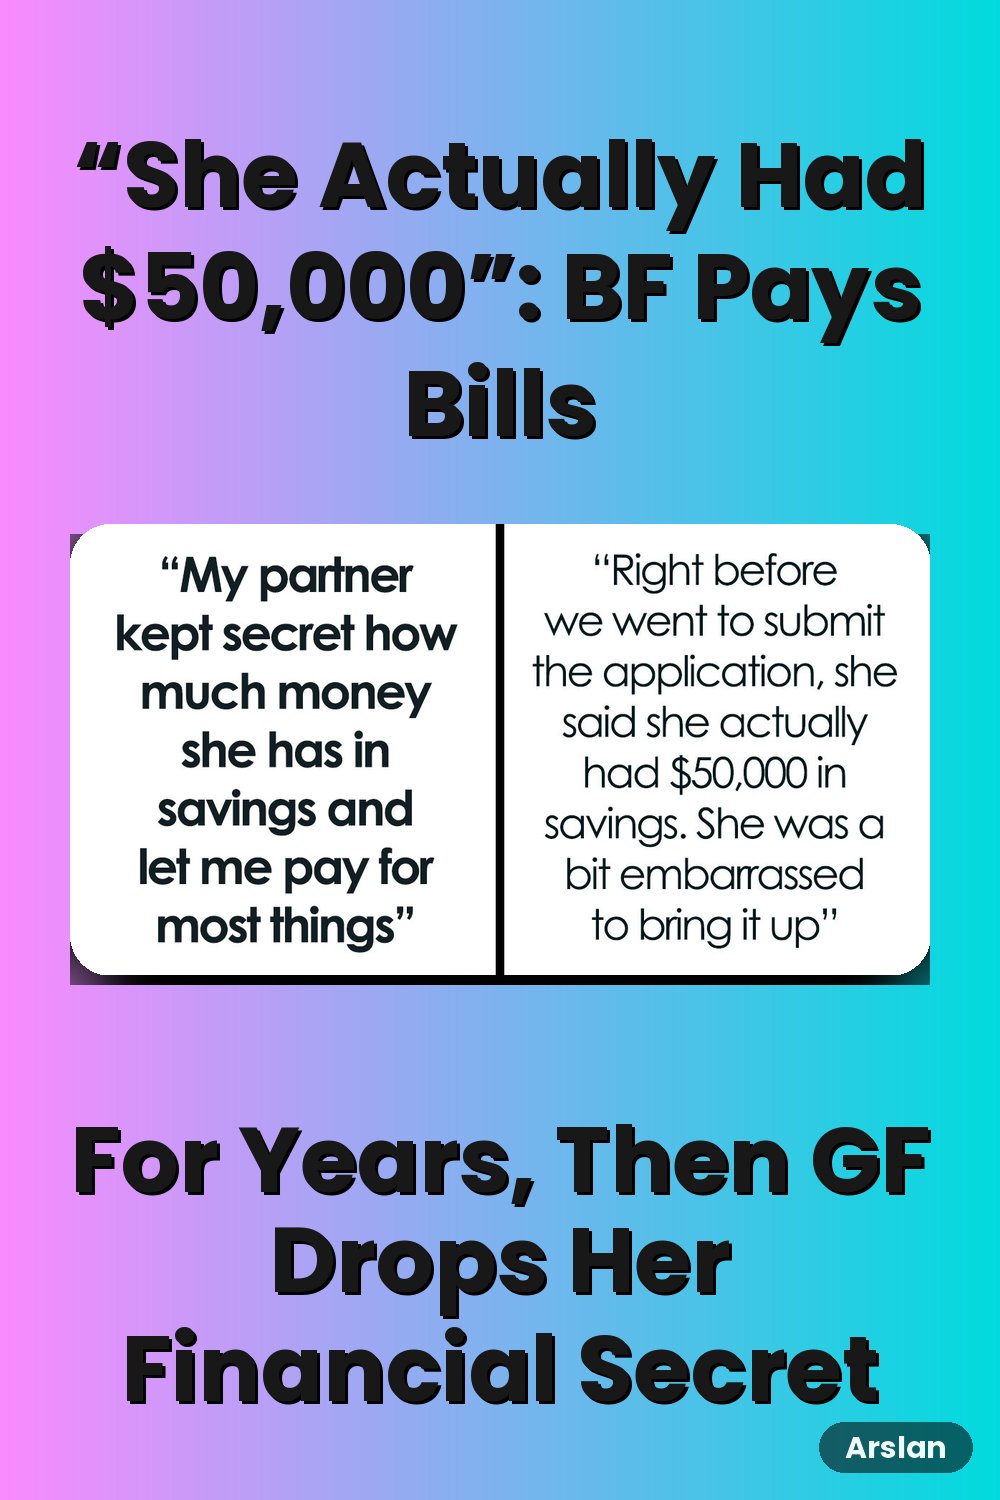 “She Actually Had
$50,000”: BF Pays
Bills
“My partner
kept secret how
much money
she has in
savings and
let me pay for
most things”
“Right before
we went to submit
the application, she
said she actually
had $50,000 in
savings. She was a
bit embarrassed
to bring it up”
For Years, Then GF
Drops Her
Financial Secret
Arslan